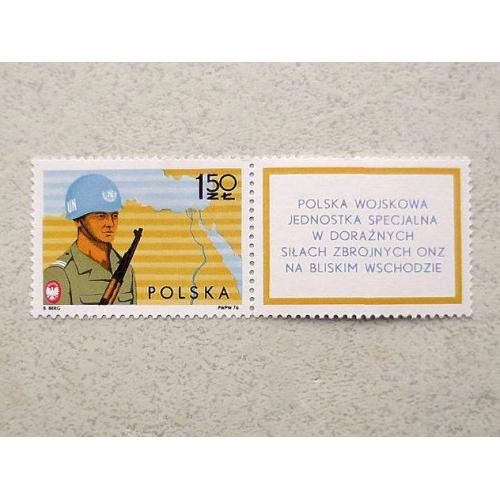 1.50
ZŁ
UN
POLSKA
S. BERG
PWPW 76
POLSKA WOJSKOWA
JEDNOSTKA SPECJALNA
W DORAŹNYCH
SIŁACH ZBROJNYCH ONZ
NA BLISKIM WSCHODZIE